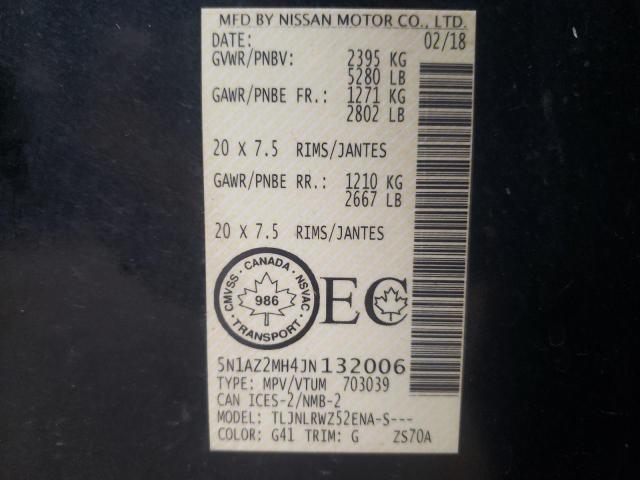 MFD BY NISSAN MOTOR CO., LTD.
DATE: 02/18
GVWR/PNBV: 2395 KG
5280 LB
GAWR/PNBE FR.: 1271 KG
2802 LB
20 X 7.5 RIMS/JANTES
GAWR/PNBE RR.: 1210 KG
2667 LB
20 X 7.5 RIMS/JANTES
CMVSS · CANADA · NSVAC · TRANSPORT ·
986
EC
5N1AZ2MH4JN132006
TYPE: MPV/VTUM 703039
CAN ICES-2/NMB-2
MODEL: TLJNLRWZ52ENA-S---
COLOR: G41 TRIM: G ZS70A